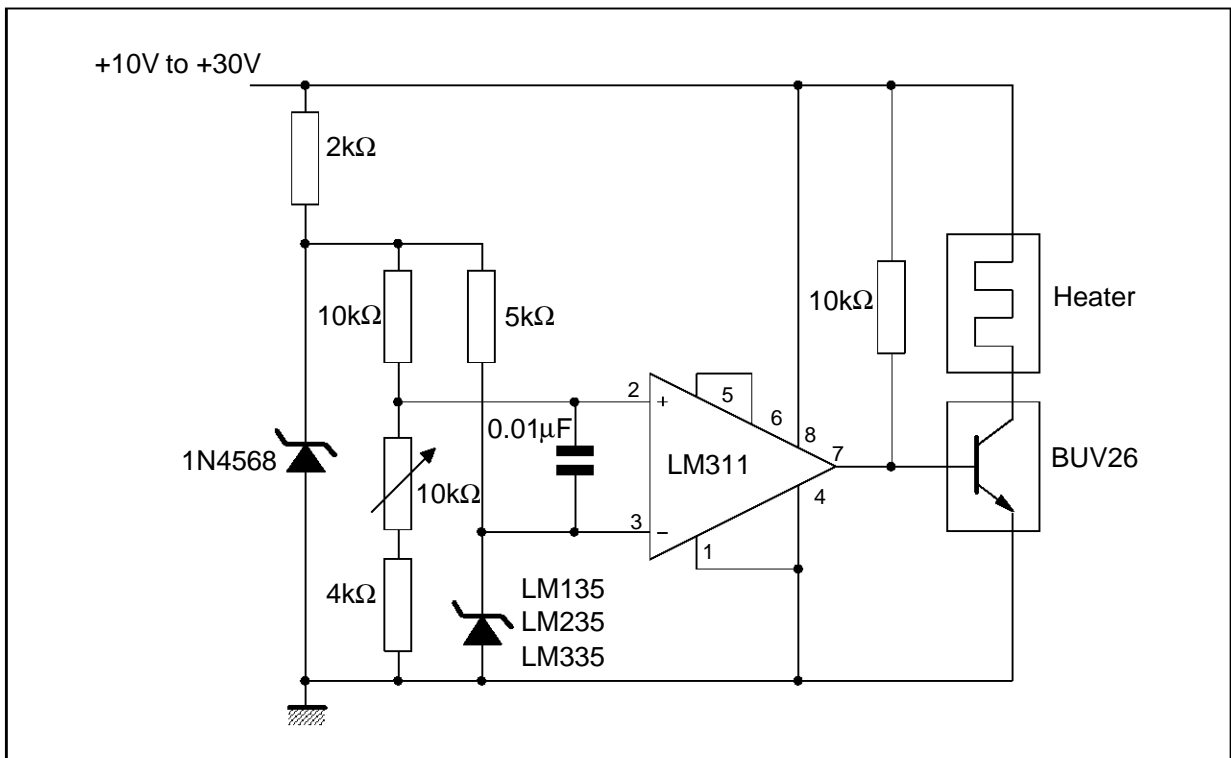 +10V to +30V
2kΩ
10kΩ
5kΩ
10kΩ
Heater
2
+
5
6
8
0.01µF
7
1N4568
LM311
BUV26
10kΩ
4
3
−
1
4kΩ
LM135
LM235
LM335